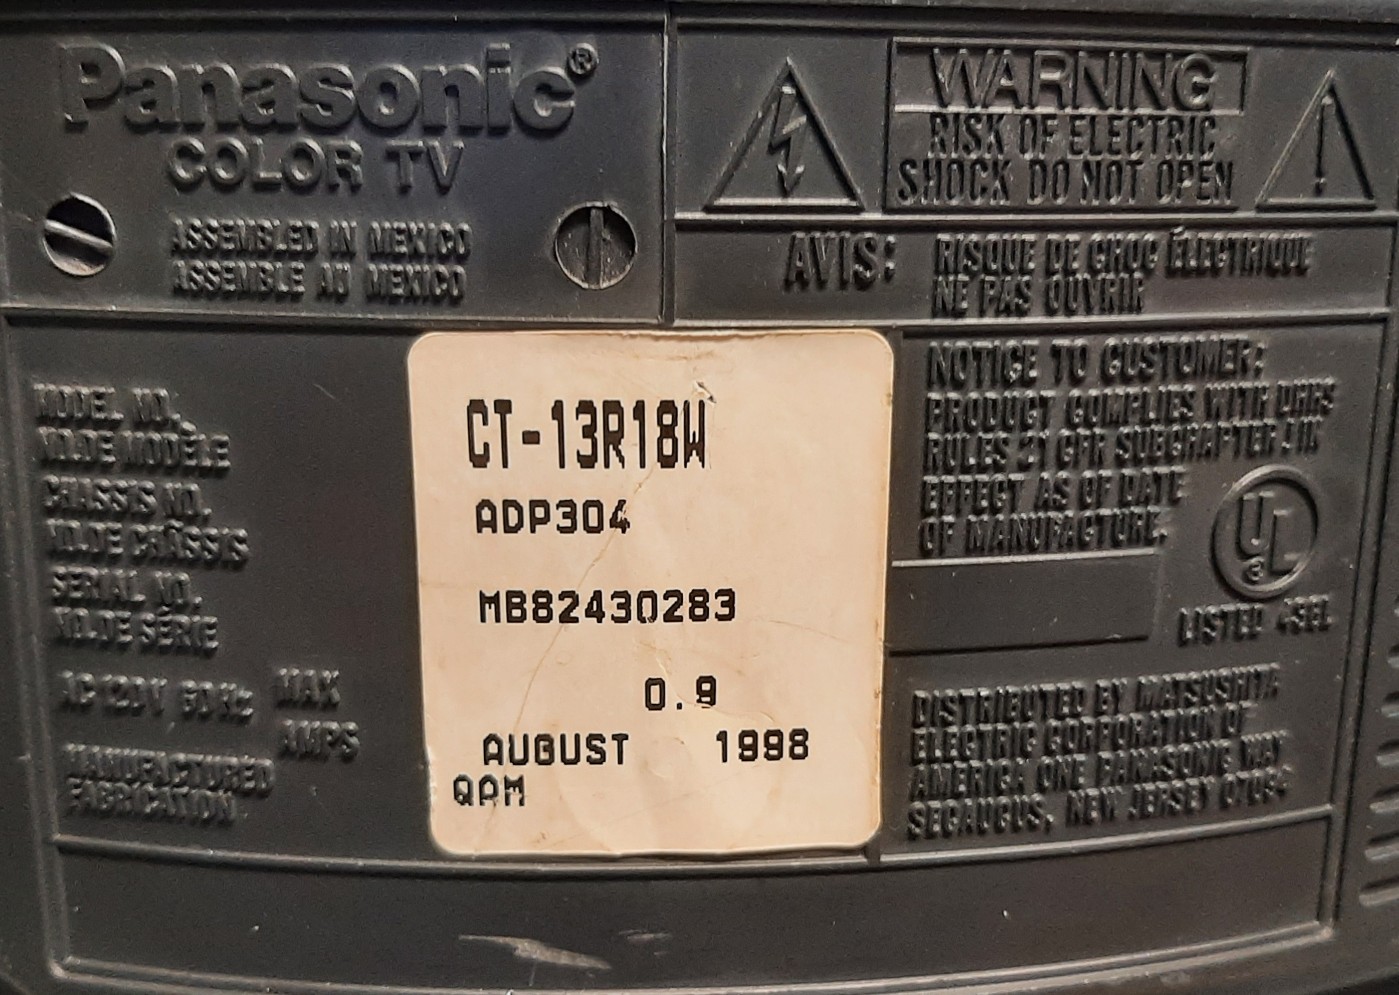 Panasonic®
COLOR TV
ASSEMBLED IN MEXICO
ASSEMBLE AU MEXICO
WARNING
RISK OF ELECTRIC
SHOCK DO NOT OPEN
AVIS: RISQUE DE CHOC ÉLECTRIQUE
NE PAS OUVRIR
MODEL NO.
NO. DE MODÈLE
CHASSIS NO.
NO. DE CHÂSSIS
SERIAL NO.
NO. DE SÉRIE
AC 120V 60Hz MAX
AMPS
MANUFACTURED
FABRICATION
CT-13R18W
ADP304
MB82430283
0.9
AUGUST 1998
QAM
NOTICE TO CUSTOMER:
PRODUCT COMPLIES WITH DHHS
RULES 21 CFR SUBCHAPTER J IN
EFFECT AS OF DATE
OF MANUFACTURE.
UL
3
LISTED
DISTRIBUTED BY MATSUSHITA
ELECTRIC CORPORATION OF
AMERICA ONE PANASONIC WAY
SECAUCUS, NEW JERSEY 07094